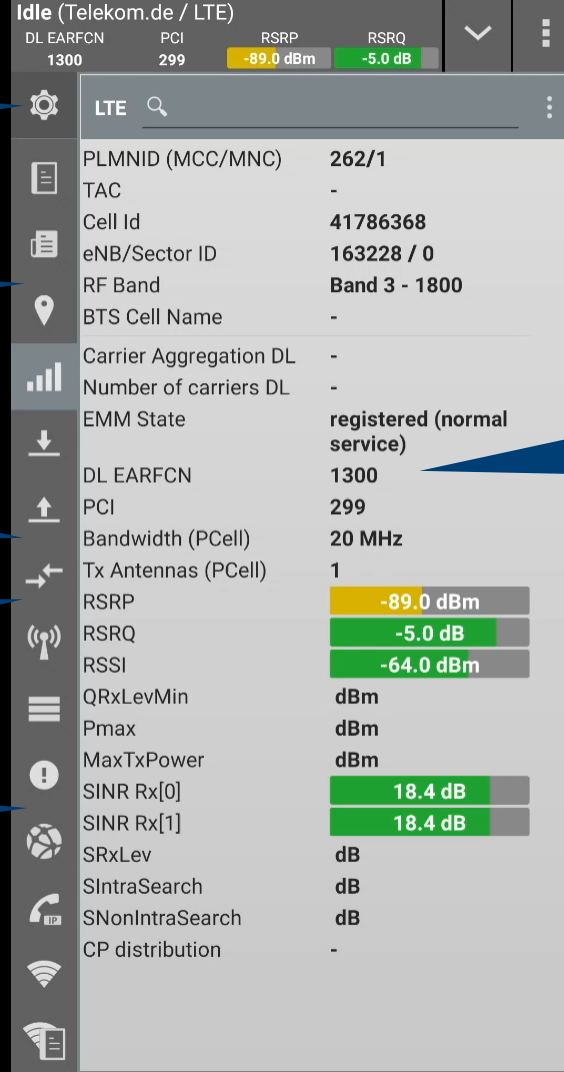 Idle (Telekom.de / LTE)
DL EARFCN PCI RSRP RSRQ
1300 299 -89.0 dBm -5.0 dB
LTE
PLMNID (MCC/MNC) 262/1
TAC -
Cell Id 41786368
eNB/Sector ID 163228 / 0
RF Band Band 3 - 1800
BTS Cell Name -
Carrier Aggregation DL -
Number of carriers DL -
EMM State registered (normal
service)
DL EARFCN 1300
PCI 299
Bandwidth (PCell) 20 MHz
Tx Antennas (PCell) 1
RSRP -89.0 dBm
RSRQ -5.0 dB
RSSI -64.0 dBm
QRxLevMin dBm
Pmax dBm
MaxTxPower dBm
SINR Rx[0] 18.4 dB
SINR Rx[1] 18.4 dB
SRxLev dB
SIntraSearch dB
SNonIntraSearch dB
IP
CP distribution -